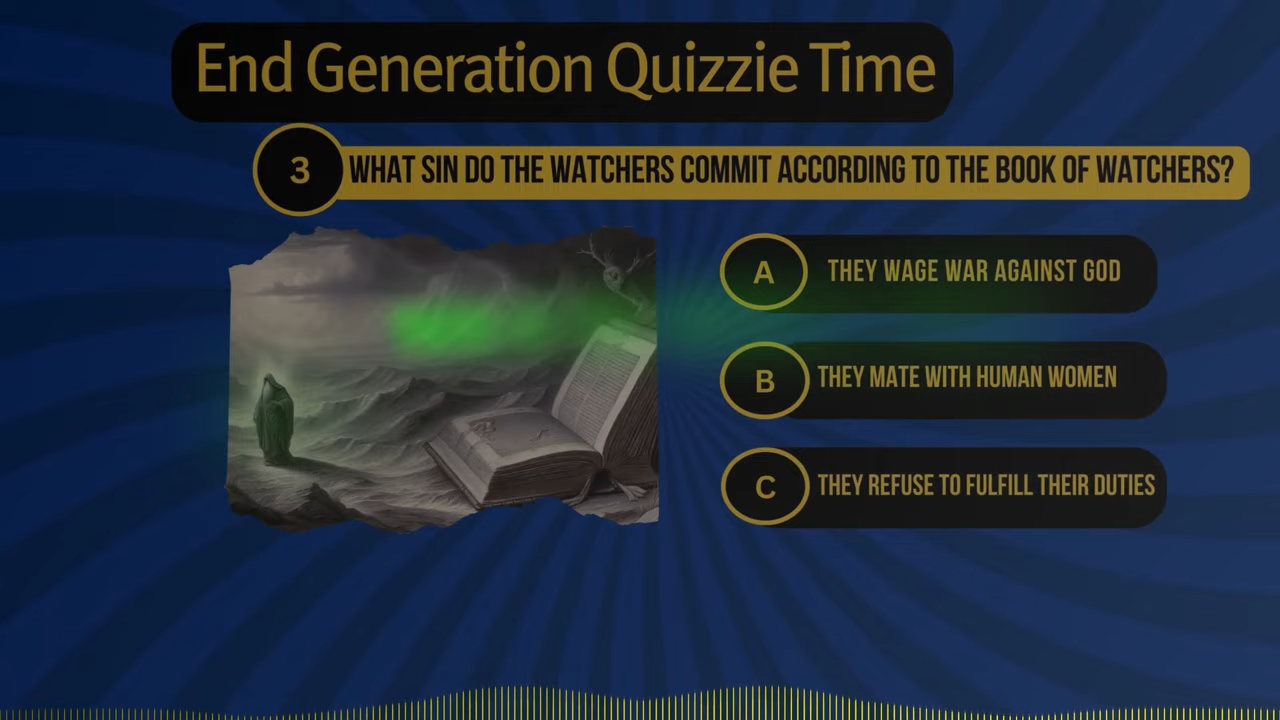 End Generation Quizzie Time
3
WHAT SIN DO THE WATCHERS COMMIT ACCORDING TO THE BOOK OF WATCHERS?
A
THEY WAGE WAR AGAINST GOD
B
THEY MATE WITH HUMAN WOMEN
C
THEY REFUSE TO FULFILL THEIR DUTIES